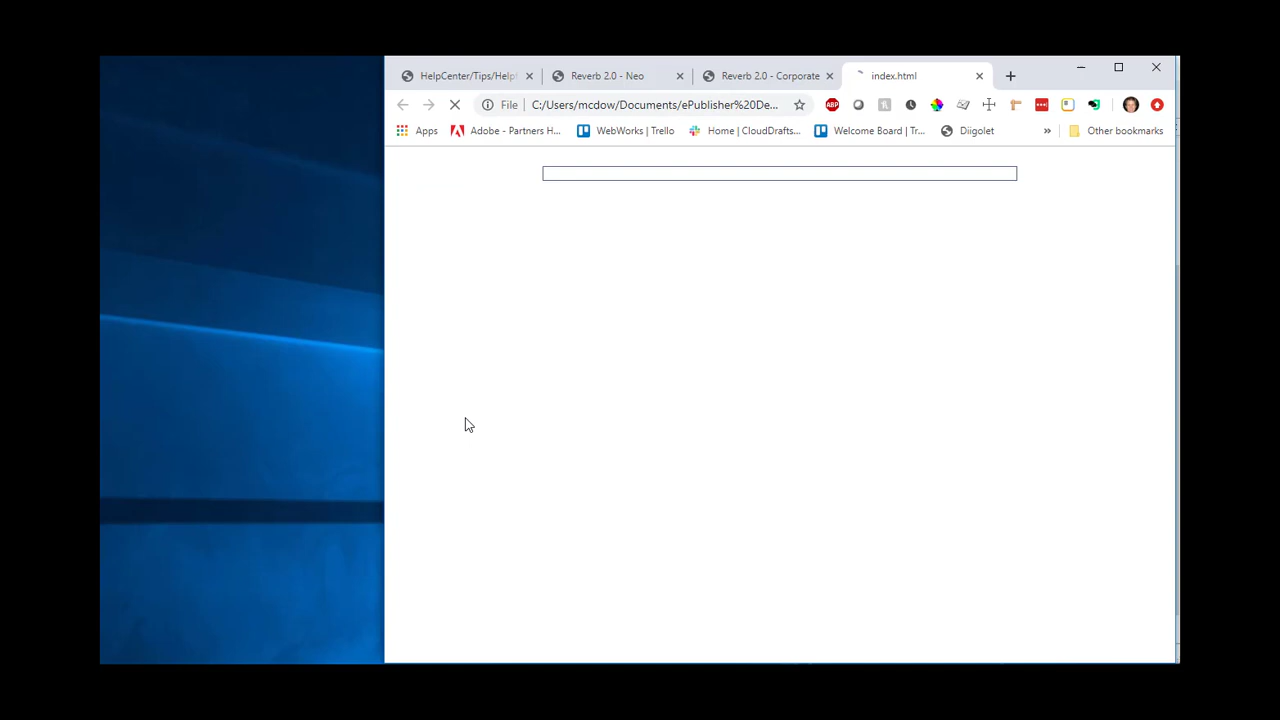 HelpCenter/Tips/Help
Reverb 2.0 - Neo
Reverb 2.0 - Corporate
index.html
File
C:/Users/mcdow/Documents/ePublisher%20De...
ABP
Apps
Adobe - Partners H...
WebWorks | Trello
Home | CloudDrafts...
Welcome Board | Tr...
Diigolet
»
Other bookmarks